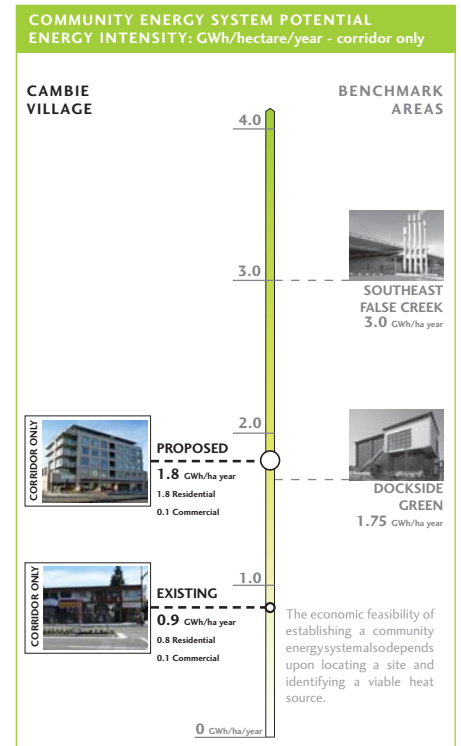 COMMUNITY ENERGY SYSTEM POTENTIAL
ENERGY INTENSITY: GWh/hectare/year - corridor only
CAMBIE
VILLAGE
BENCHMARK
AREAS
4.0
3.0
SOUTHEAST
FALSE CREEK
3.0 GWh/ha year
2.0
CORRIDOR ONLY
PROPOSED
1.8 GWh/ha year
1.8 Residential
0.1 Commercial
DOCKSIDE
GREEN
1.75 GWh/ha year
1.0
CORRIDOR ONLY
EXISTING
0.9 GWh/ha year
0.8 Residential
0.1 Commercial
The economic feasibility of
establishing a community
energysystemalsodepends
upon locating a site and
identifying a viable heat
source.
0 GWh/ha/year